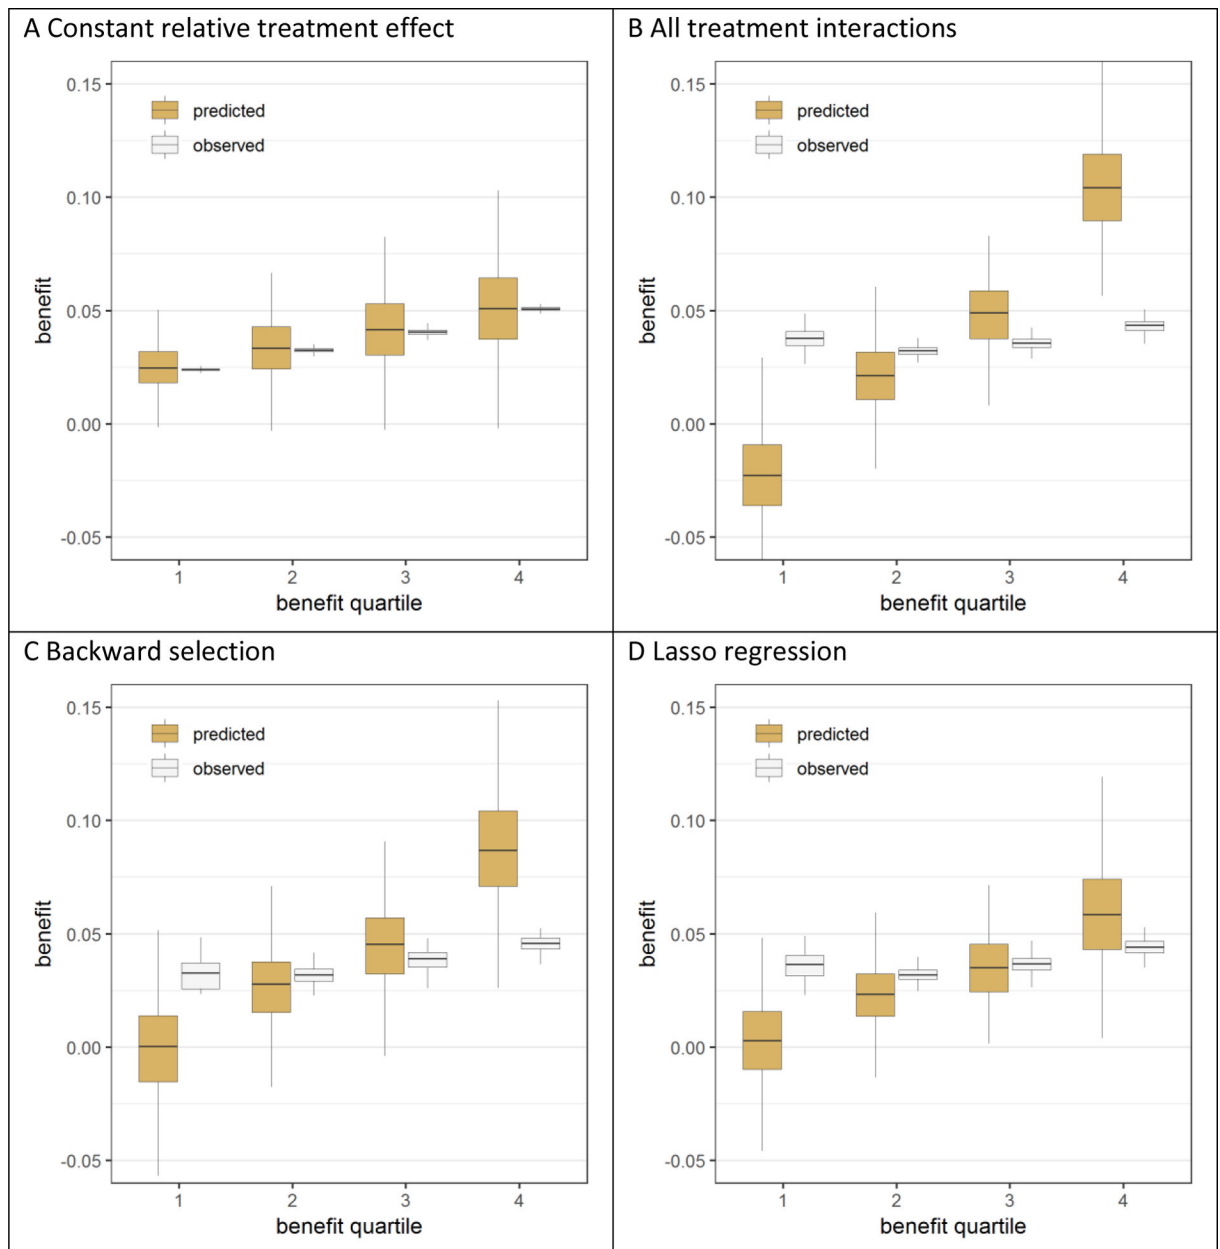 A Constant relative treatment effect
0.15
0.10
0.05
0.00
-0.05
benefit
predicted
observed
1 2 3 4
benefit quartile
B All treatment interactions
0.15
0.10
0.05
0.00
-0.05
benefit
predicted
observed
1 2 3 4
benefit quartile
C Backward selection
0.15
0.10
0.05
0.00
-0.05
benefit
predicted
observed
1 2 3 4
benefit quartile
D Lasso regression
0.15
0.10
0.05
0.00
-0.05
benefit
predicted
observed
1 2 3 4
benefit quartile